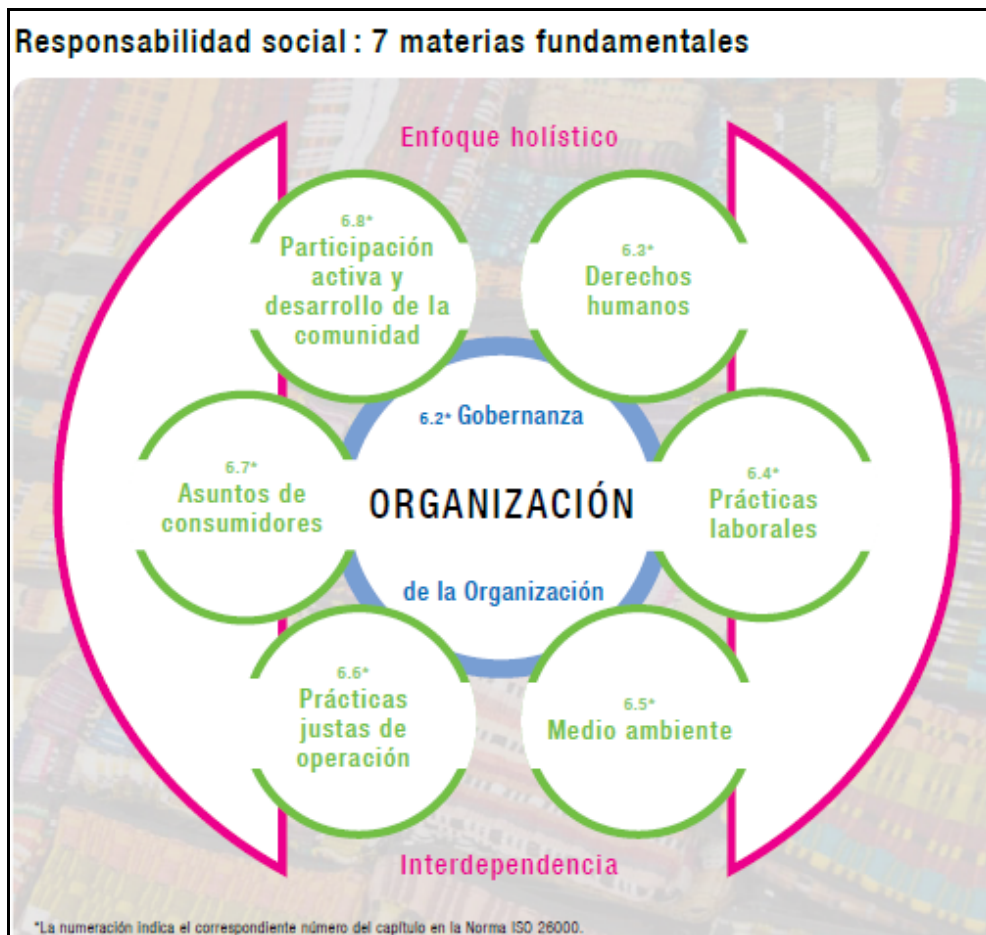 Responsabilidad social : 7 materias fundamentales
Enfoque holístico
6.8*
Participación
activa y
desarrollo de la
comunidad
6.3*
Derechos
humanos
6.2* Gobernanza
6.7*
Asuntos de
consumidores
ORGANIZACIÓN
6.4*
Prácticas
laborales
de la Organización
6.6*
Prácticas
justas de
operación
6.5*
Medio ambiente
Interdependencia
*La numeración indica el correspondiente número del capítulo en la Norma ISO 26000.